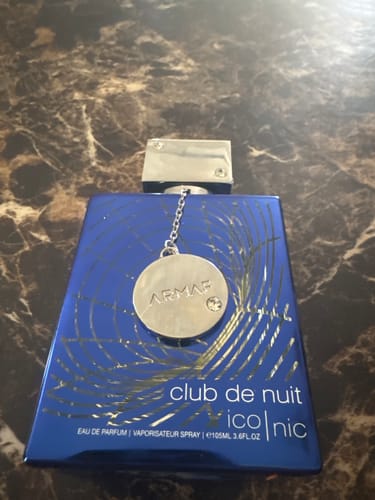 ARMAF
club de nuit
ico|nic
EAU DE PARFUM | VAPORISATEUR SPRAY | ℮105ML 3.6FL.OZ